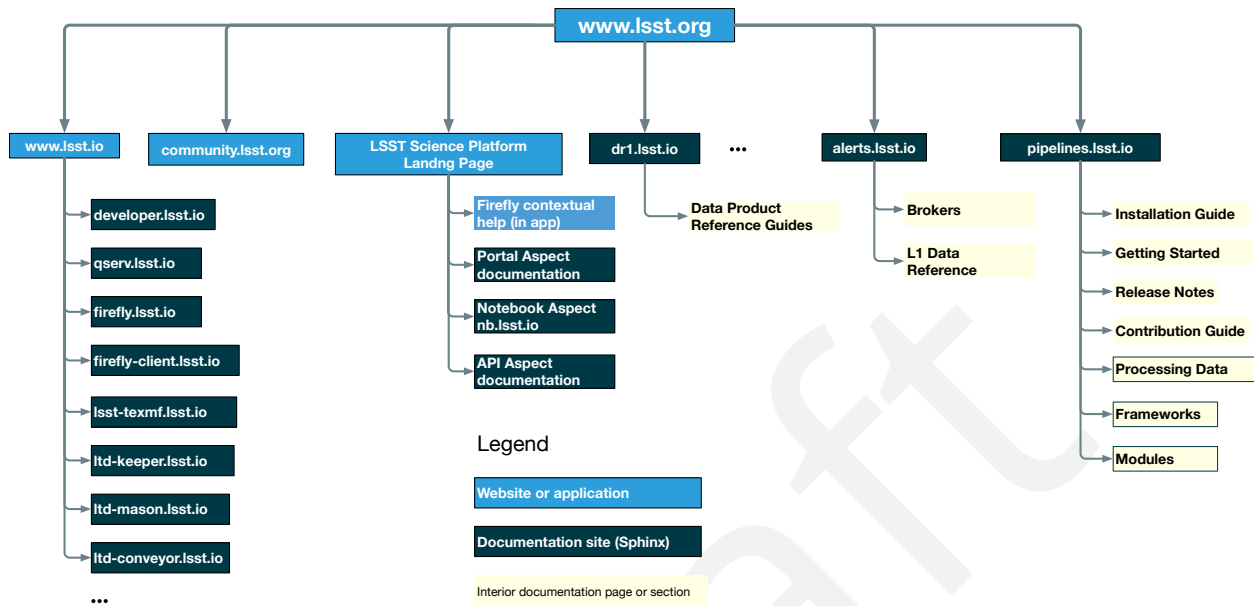 www.lsst.org
www.lsst.io
community.lsst.org
LSST Science Platform
Landng Page
dr1.lsst.io
...
alerts.lsst.io
pipelines.lsst.io
developer.lsst.io
qserv.lsst.io
firefly.lsst.io
firefly-client.lsst.io
lsst-texmf.lsst.io
ltd-keeper.lsst.io
ltd-mason.lsst.io
ltd-conveyor.lsst.io
...
Firefly contextual
help (in app)
Portal Aspect
documentation
Notebook Aspect
nb.lsst.io
API Aspect
documentation
Data Product
Reference Guides
Brokers
L1 Data
Reference
Installation Guide
Getting Started
Release Notes
Contribution Guide
Processing Data
Frameworks
Modules
Legend
Website or application
Documentation site (Sphinx)
Interior documentation page or section
aft